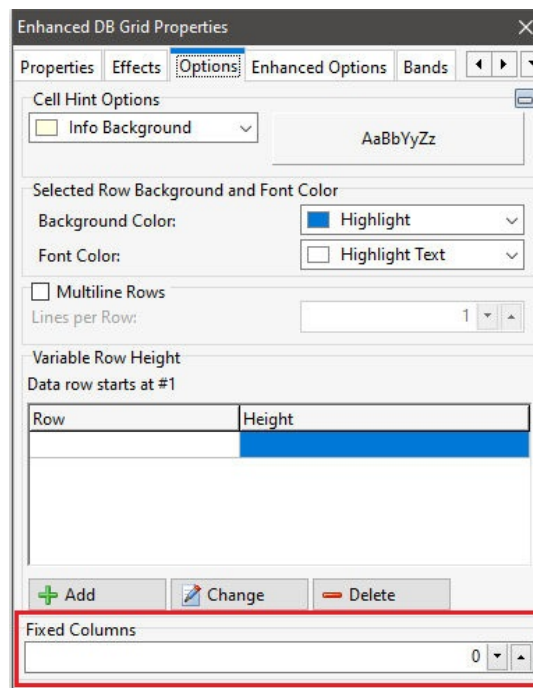 Enhanced DB Grid Properties
Properties Effects Options Enhanced Options Bands
Cell Hint Options
Info Background AaBbYyZz
Selected Row Background and Font Color
Background Color: Highlight
Font Color: Highlight Text
Multiline Rows
Lines per Row: 1
Variable Row Height
Data row starts at #1
Row Height
Add Change Delete
Fixed Columns
0